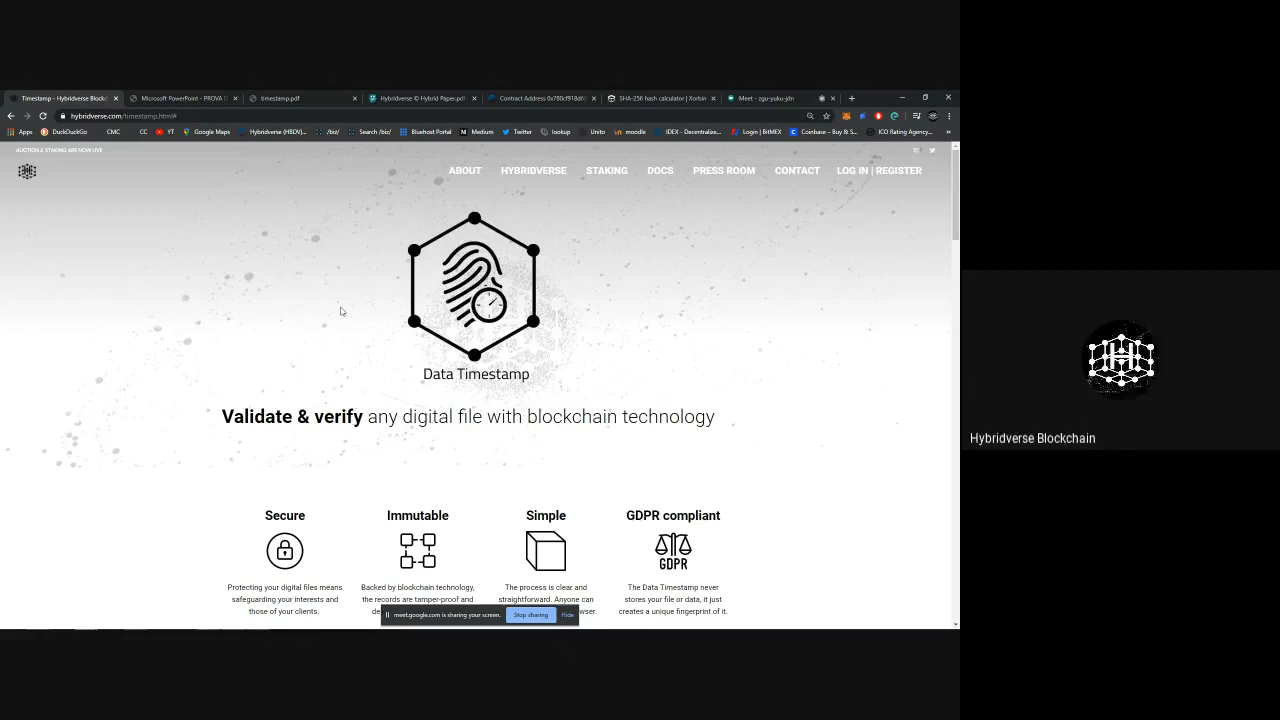 Timestamp - Hybridverse Block
Microsoft PowerPoint - PROVA
timestamp.pdf
Hybridverse © Hybrid Paper.pdf
Contract Address 0x780cf918d6
SHA-256 hash calculator | Xorbin
Meet - zgu-yuku-jdn
hybridverse.com/timestamp.html#
Apps
DuckDuckGo
CMC
CC
YT
Google Maps
Hybridverse (HBDV)...
/biz/
Search /biz/
Bluehost Portal
Medium
Twitter
lookup
Unito
moodle
IDEX - Decentralize...
Login | BitMEX
Coinbase – Buy & S...
ICO Rating Agency...
AUCTION & STAKING ARE NOW LIVE
ABOUT
HYBRIDVERSE
STAKING
DOCS
PRESS ROOM
CONTACT
LOG IN | REGISTER
Data Timestamp
Validate & verify any digital file with blockchain technology
Secure
Immutable
Simple
GDPR compliant
GDPR
Protecting your digital files means
safeguarding your interests and
those of your clients.
Backed by blockchain technology,
the records are tamper-proof and
The process is clear and
straightforward. Anyone can
The Data Timestamp never
stores your file or data, it just
creates a unique fingerprint of it.
meet.google.com is sharing your screen.
Stop sharing
Hide
Hybridverse Blockchain